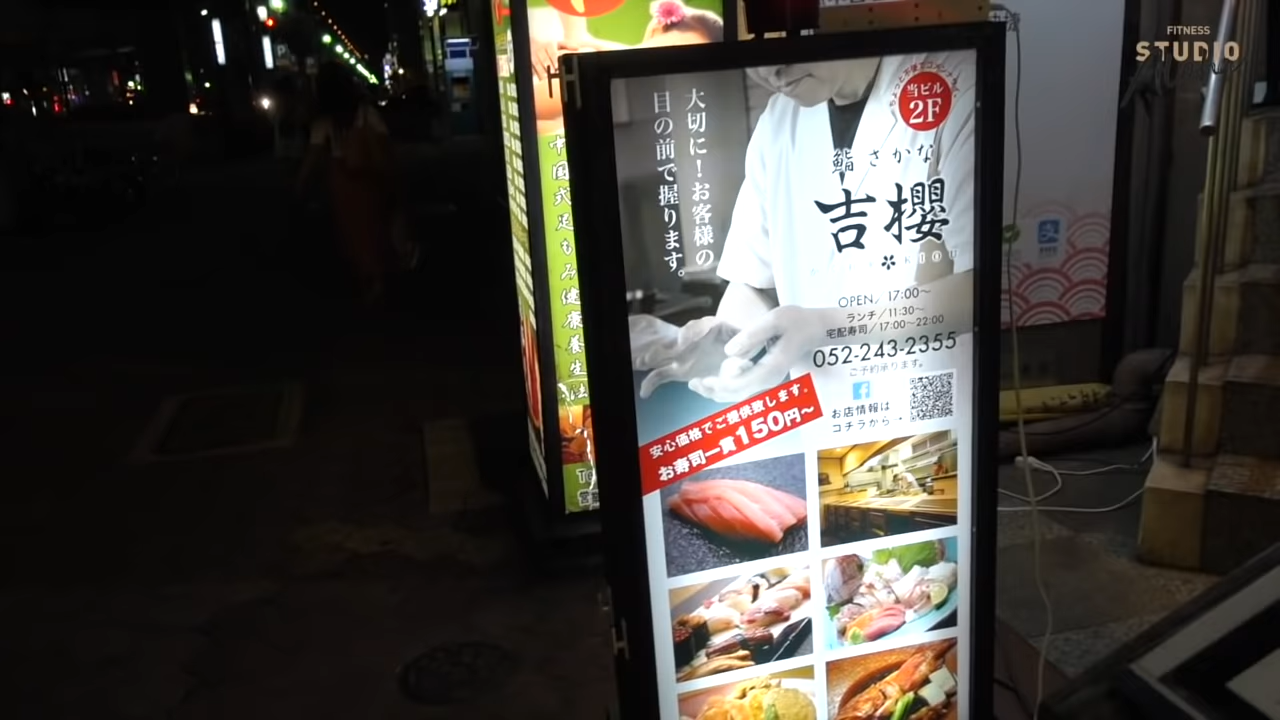 FITNESS
STUDIO
大切に！お客様の
目の前で握ります。
当ビル
2F
鮨 さかな
吉櫻
OPEN／17:00～
ランチ／11:30～
宅配寿司／17:00～22:00
052-243-2355
ご予約承ります。
お店情報は
コチラから
安心価格でご提供致します。
お寿司一貫150円～
中国式足もみ健康養生法